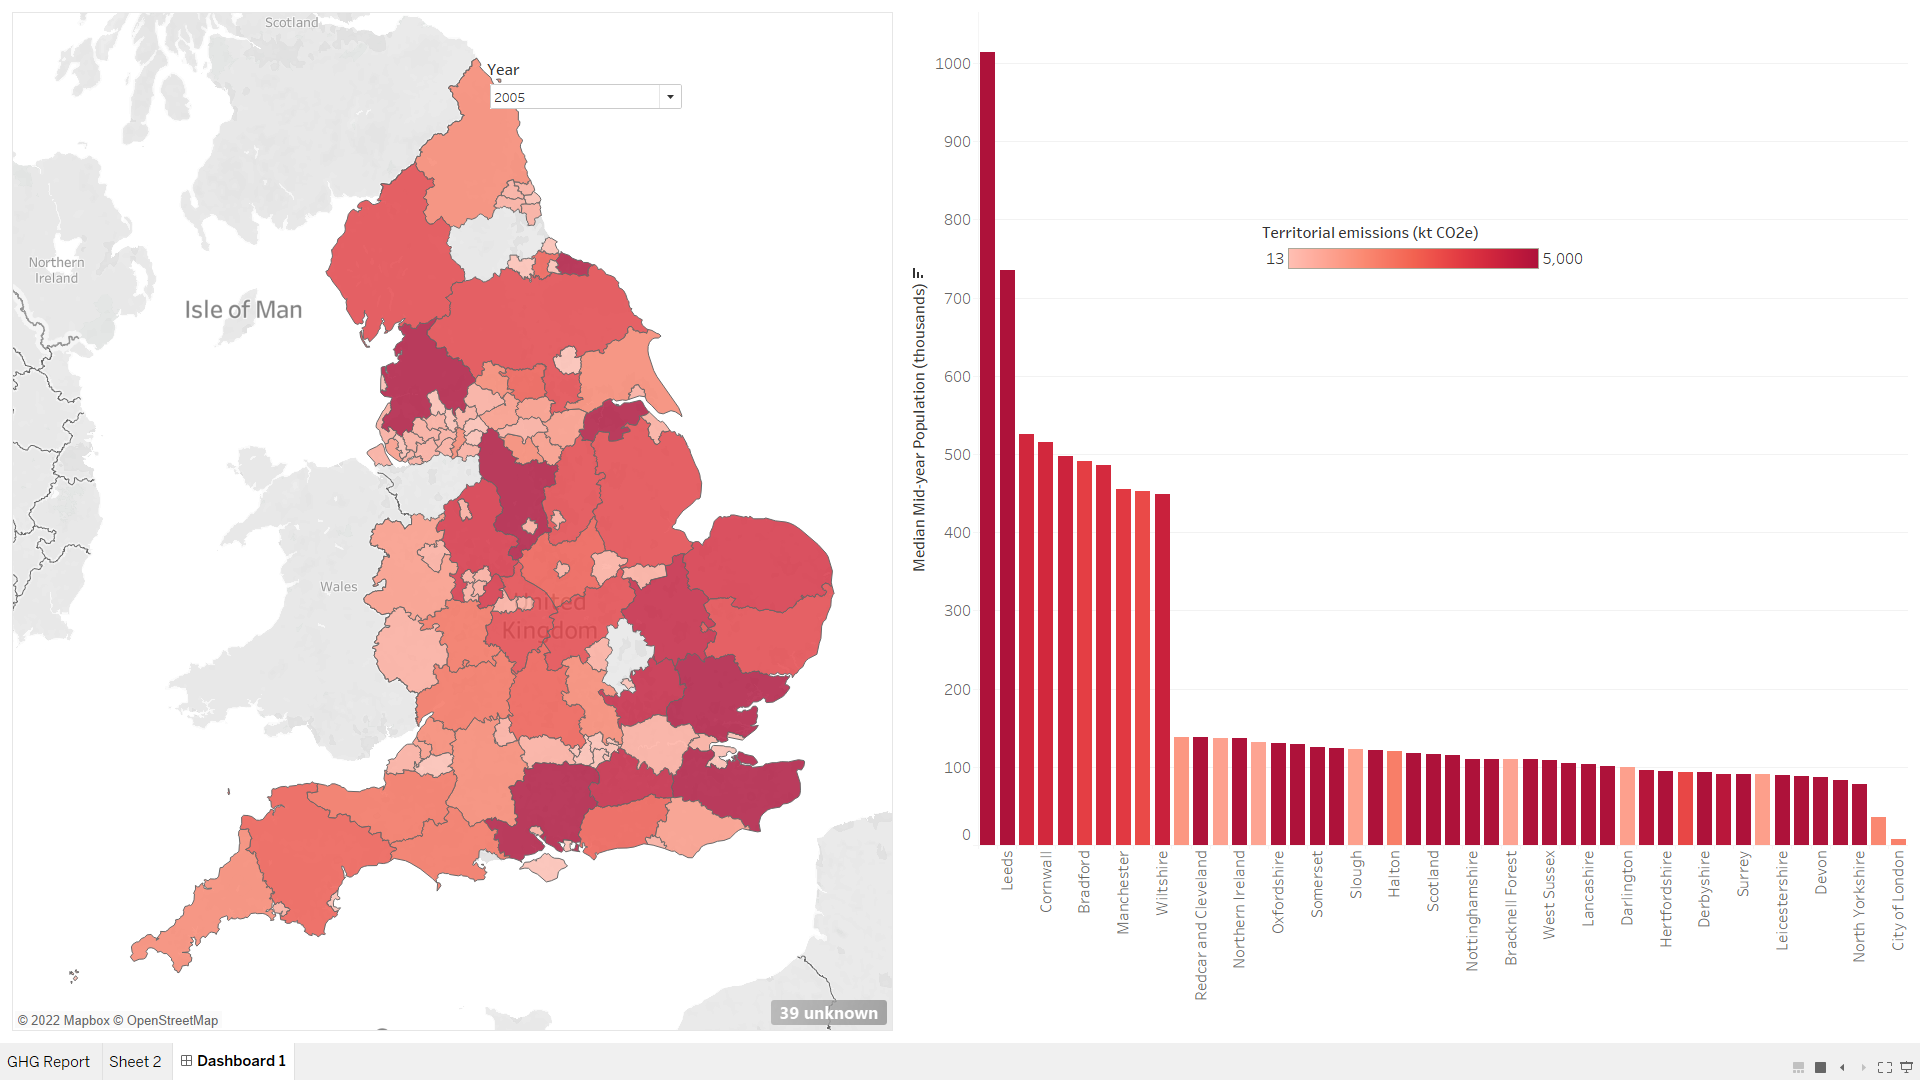 Scotland
Year
2005
Northern
Ireland
Isle of Man
Wales
United
Kingdom
© 2022 Mapbox © OpenStreetMap
39 unknown
Median Mid-year Population (thousands)
1000
900
800
700
600
500
400
300
200
100
0
Territorial emissions (kt CO2e)
13
5,000
Leeds
Cornwall
Bradford
Manchester
Wiltshire
Redcar and Cleveland
Northern Ireland
Oxfordshire
Somerset
Slough
Halton
Scotland
Nottinghamshire
Bracknell Forest
West Sussex
Lancashire
Darlington
Hertfordshire
Derbyshire
Surrey
Leicestershire
Devon
North Yorkshire
City of London
GHG Report
Sheet 2
Dashboard 1